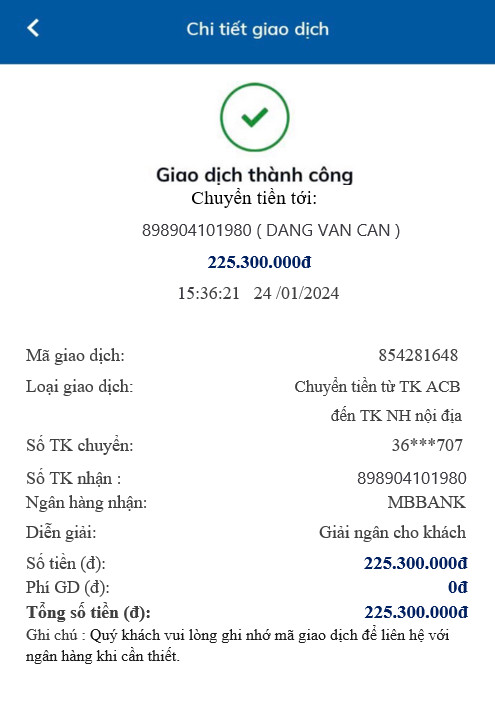 Chi tiết giao dịch
Giao dịch thành công
Chuyển tiền tới:
898904101980 ( DANG VAN CAN )
225.300.000đ
15:36:21 24 /01/2024
Mã giao dịch: 854281648
Loại giao dịch: Chuyển tiền từ TK ACB
đến TK NH nội địa
Số TK chuyển: 36***707
Số TK nhận : 898904101980
Ngân hàng nhận: MBBANK
Diễn giải: Giải ngân cho khách
Số tiền (đ): 225.300.000đ
Phí GD (đ): 0đ
Tổng số tiền (đ): 225.300.000đ
Ghi chú : Quý khách vui lòng ghi nhớ mã giao dịch để liên hệ với
ngân hàng khi cần thiết.